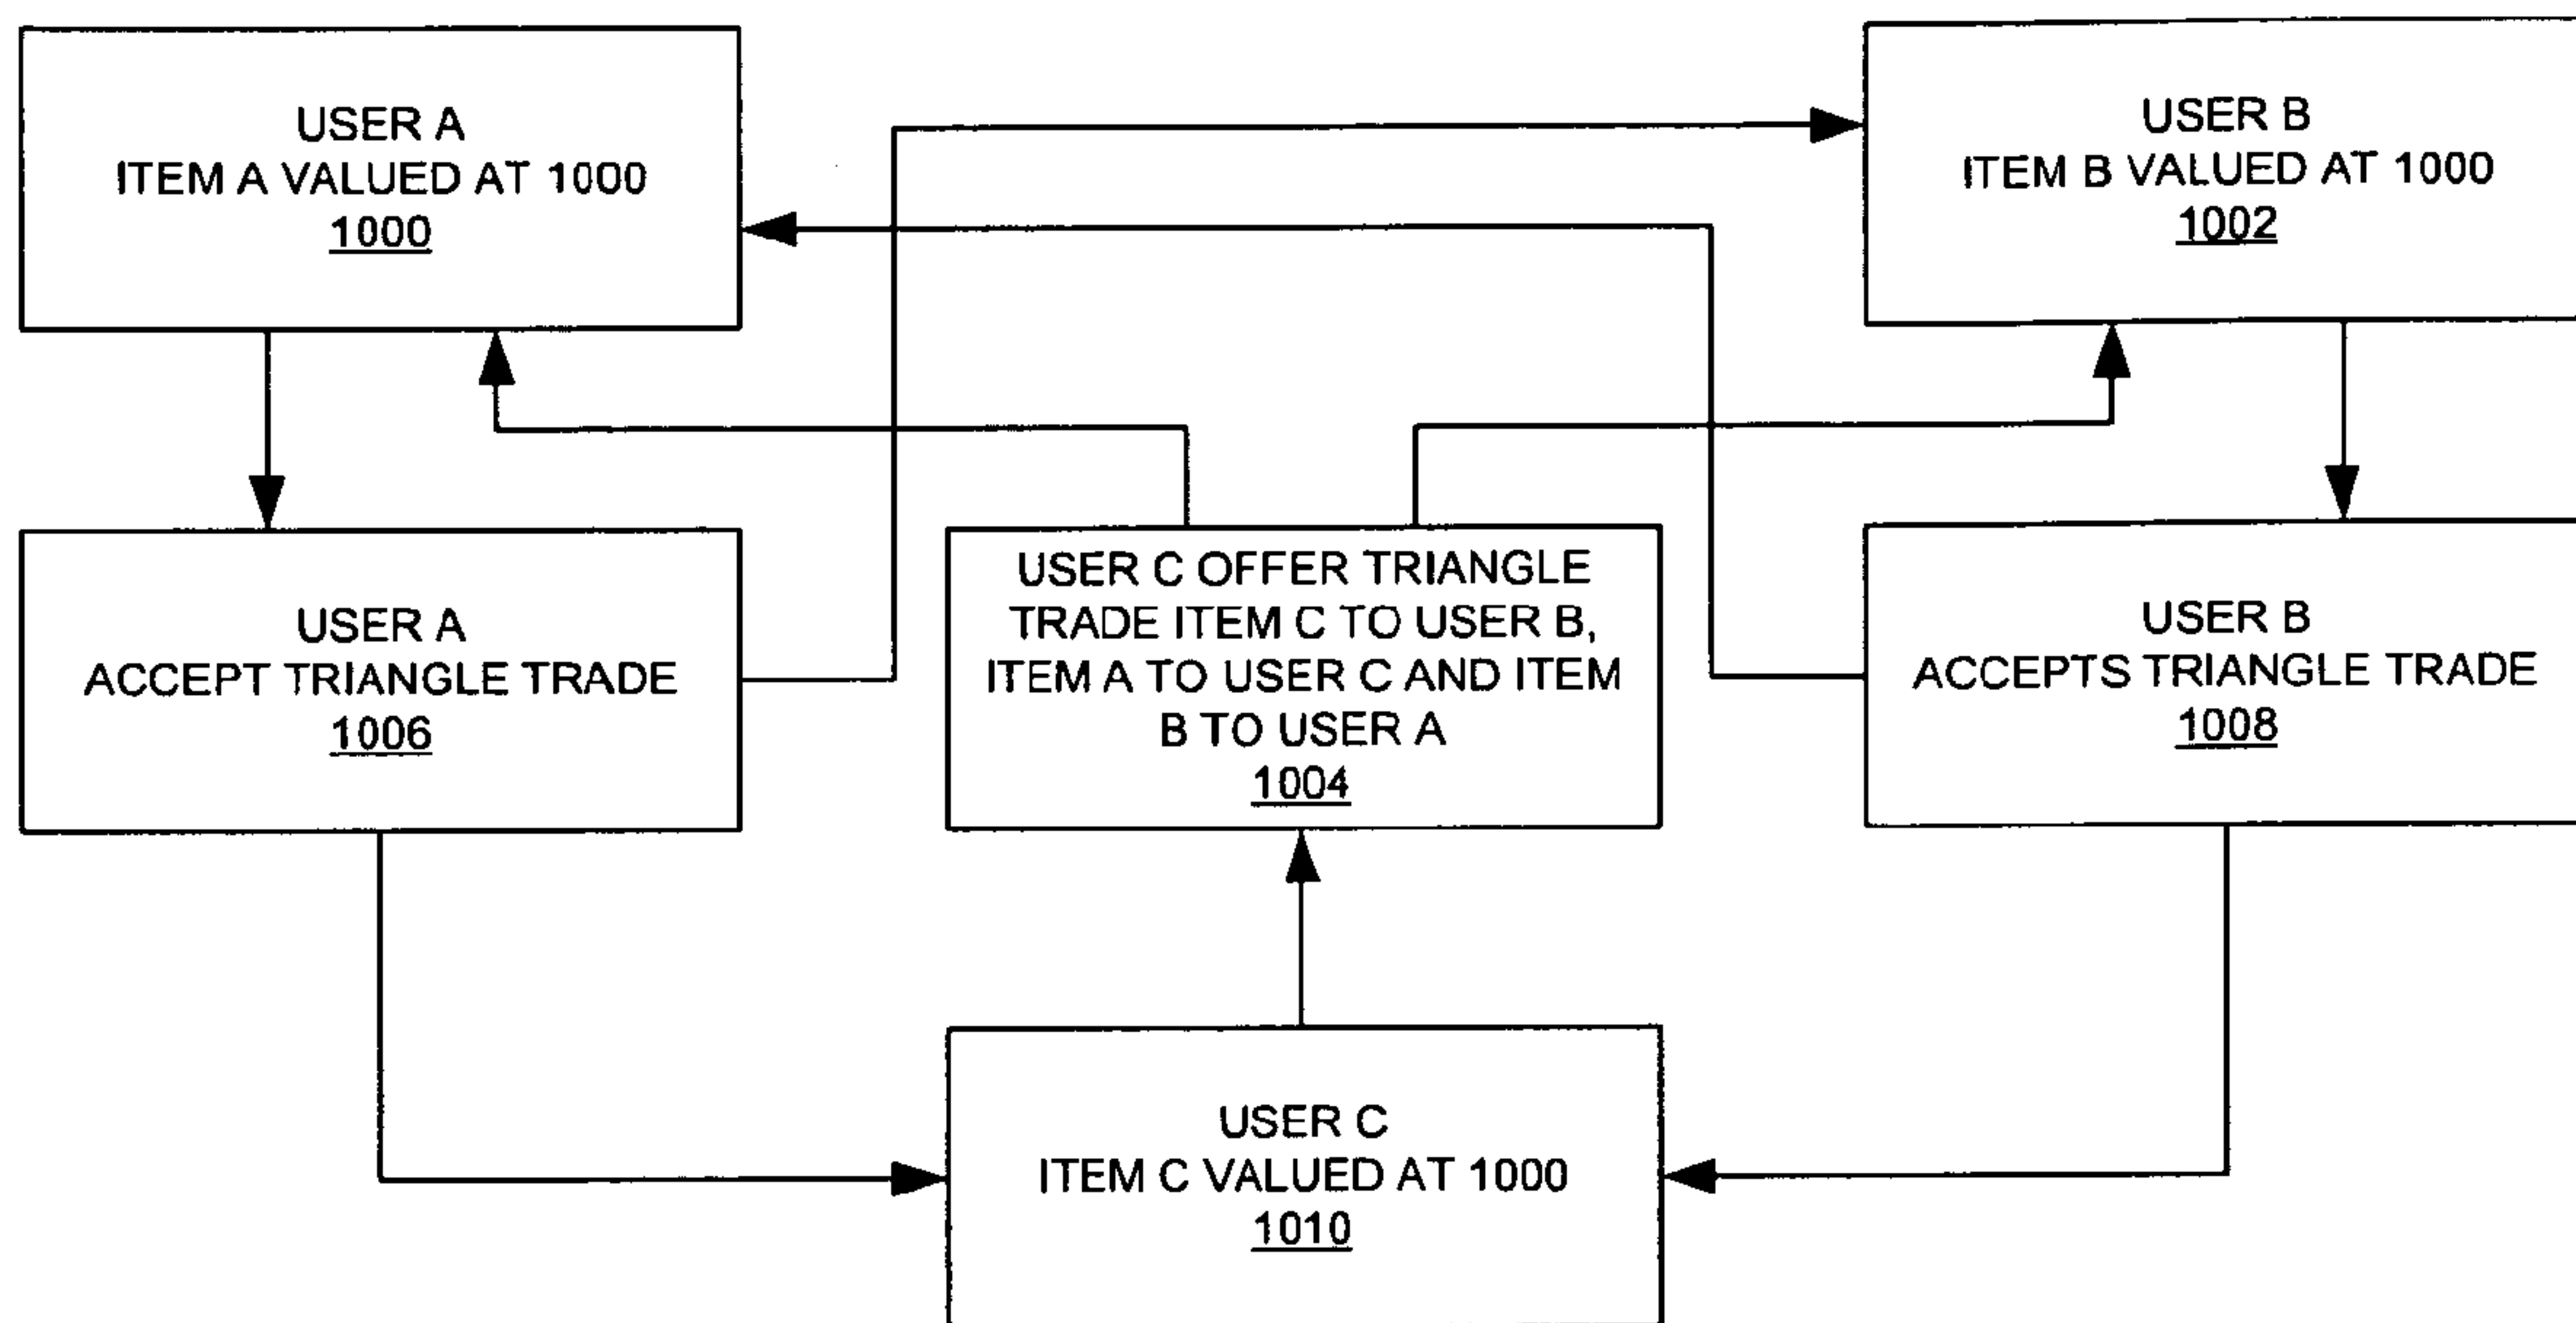 USER A
ITEM A VALUED AT 1000
1000
USER B
ITEM B VALUED AT 1000
1002
USER A
ACCEPT TRIANGLE TRADE
1006
USER C OFFER TRIANGLE
TRADE ITEM C TO USER B,
ITEM A TO USER C AND ITEM
B TO USER A
1004
USER B
ACCEPTS TRIANGLE TRADE
1008
USER C
ITEM C VALUED AT 1000
1010